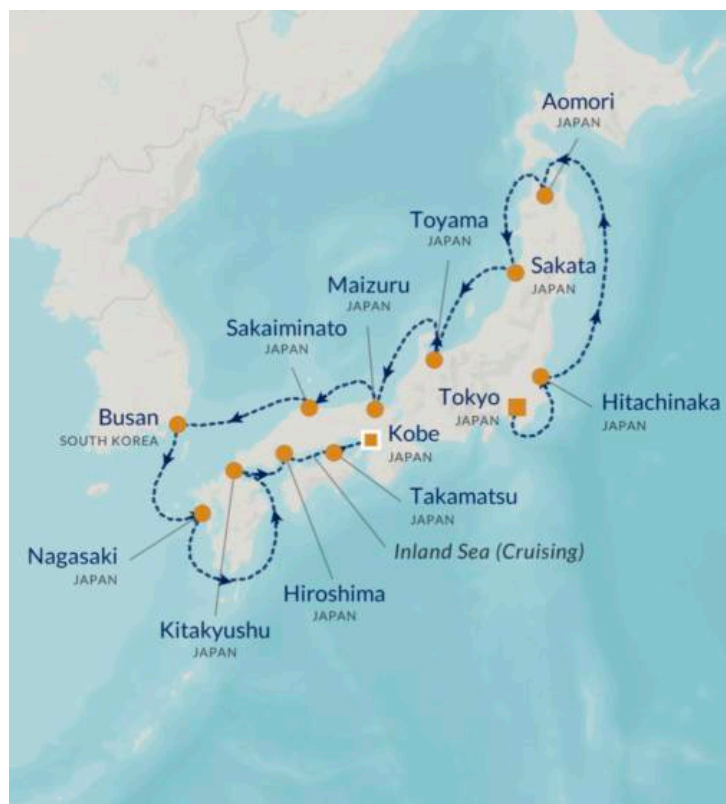 Aomori
JAPAN
Toyama
JAPAN
Sakata
JAPAN
Maizuru
JAPAN
Sakaiminato
JAPAN
Busan
SOUTH KOREA
Tokyo
JAPAN
Hitachinaka
JAPAN
Kobe
JAPAN
Takamatsu
JAPAN
Inland Sea (Cruising)
Nagasaki
JAPAN
Hiroshima
JAPAN
Kitakyushu
JAPAN